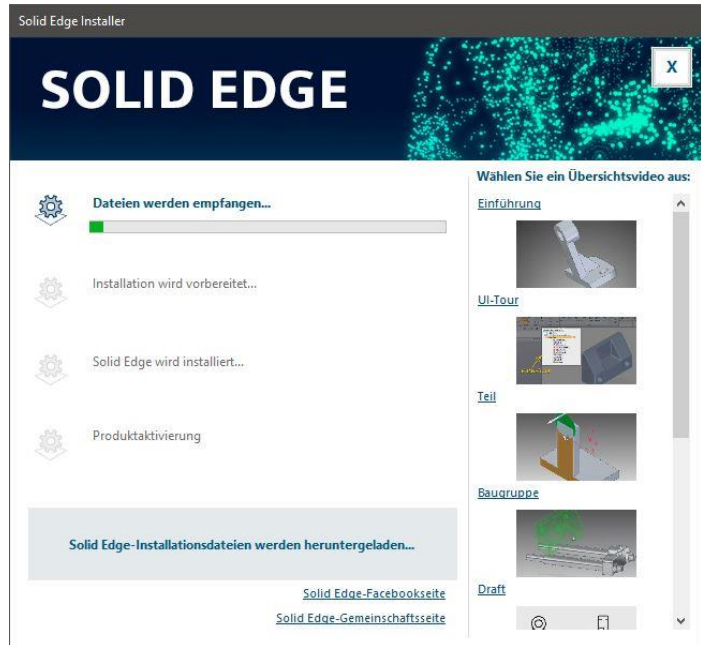 Solid Edge Installer
SOLID EDGE
X
Dateien werden empfangen...
Installation wird vorbereitet...
Solid Edge wird installiert...
Produktaktivierung
Solid Edge-Installationsdateien werden heruntergeladen...
Solid Edge-Facebookseite
Solid Edge-Gemeinschaftsseite
Wählen Sie ein Übersichtsvideo aus:
Einführung
UI-Tour
Teil
Baugruppe
Draft